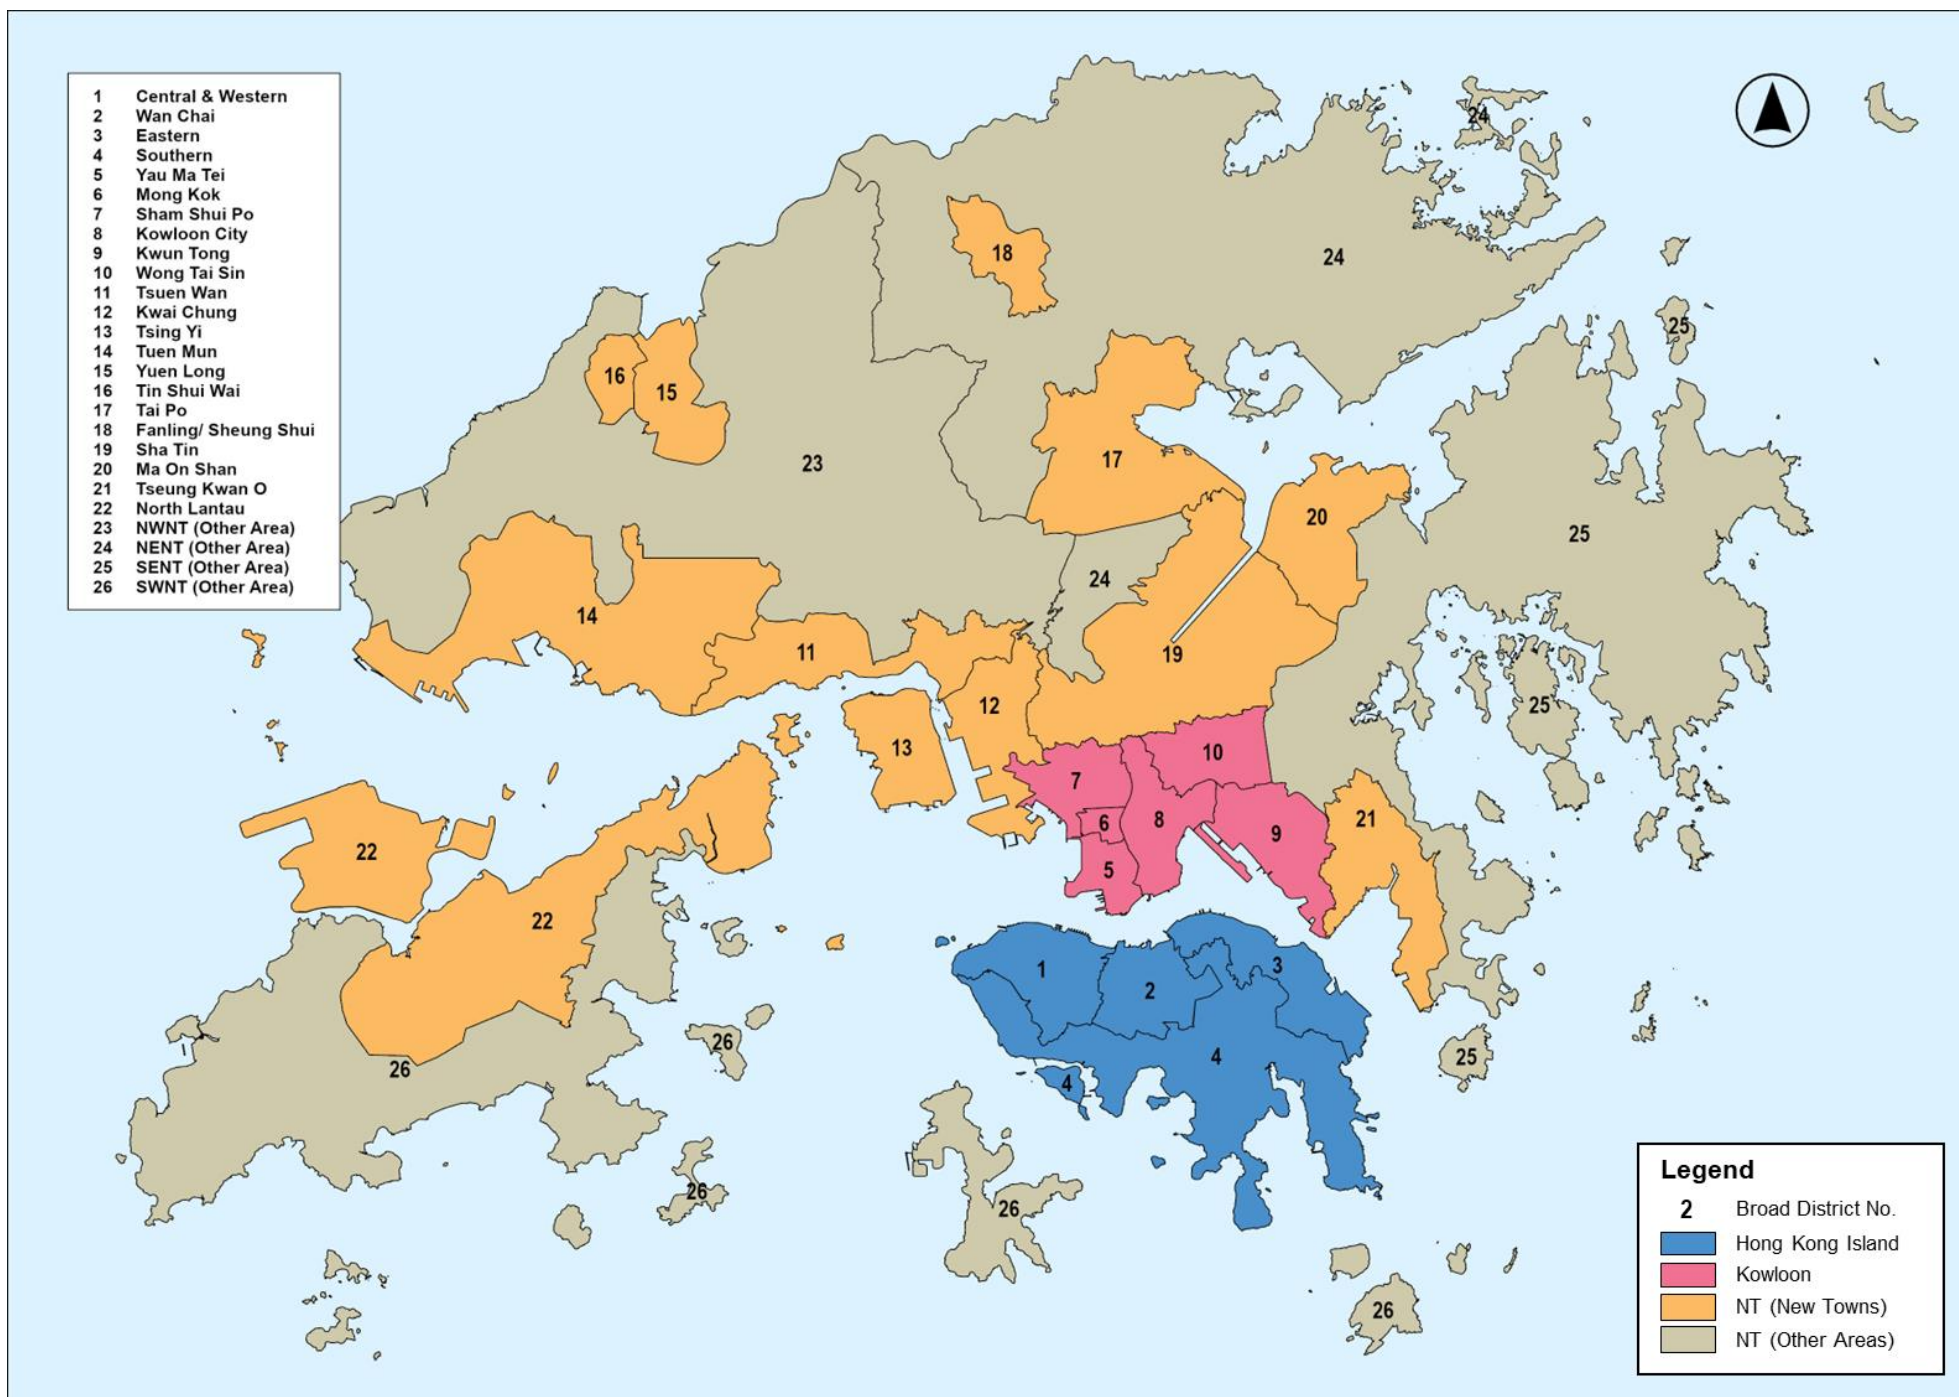 1 Central & Western
2 Wan Chai
3 Eastern
4 Southern
5 Yau Ma Tei
6 Mong Kok
7 Sham Shui Po
8 Kowloon City
9 Kwun Tong
10 Wong Tai Sin
11 Tsuen Wan
12 Kwai Chung
13 Tsing Yi
14 Tuen Mun
15 Yuen Long
16 Tin Shui Wai
17 Tai Po
18 Fanling/ Sheung Shui
19 Sha Tin
20 Ma On Shan
21 Tseung Kwan O
22 North Lantau
23 NWNT (Other Area)
24 NENT (Other Area)
25 SENT (Other Area)
26 SWNT (Other Area)
24
18
24
25
16
15
23
17
20
25
24
14
11
19
12
25
13
10
7
6
8
21
9
22
5
22
1
3
2
26
4
25
26
4
26
26
26
Legend
2 Broad District No.
Hong Kong Island
Kowloon
NT (New Towns)
NT (Other Areas)